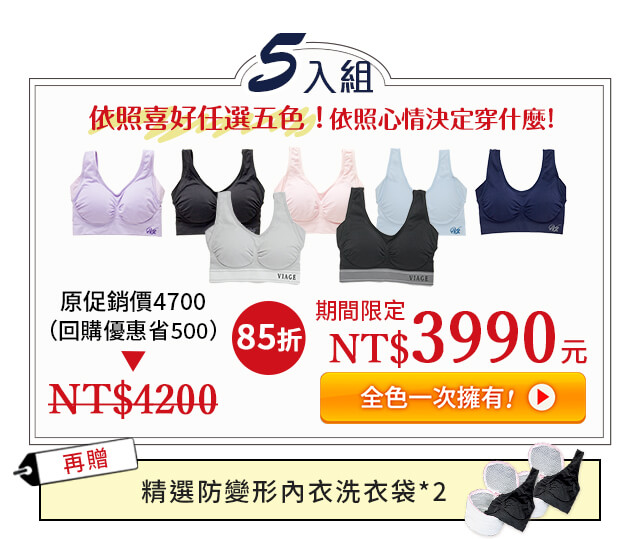 5入組
依照喜好任選五色！依照心情決定穿什麼!
VIAGE
VIAGE
原促銷價4700
（回購優惠省500）
NT$4200
85折
期間限定
NT$3990元
全色一次擁有!
再贈
精選防變形內衣洗衣袋*2